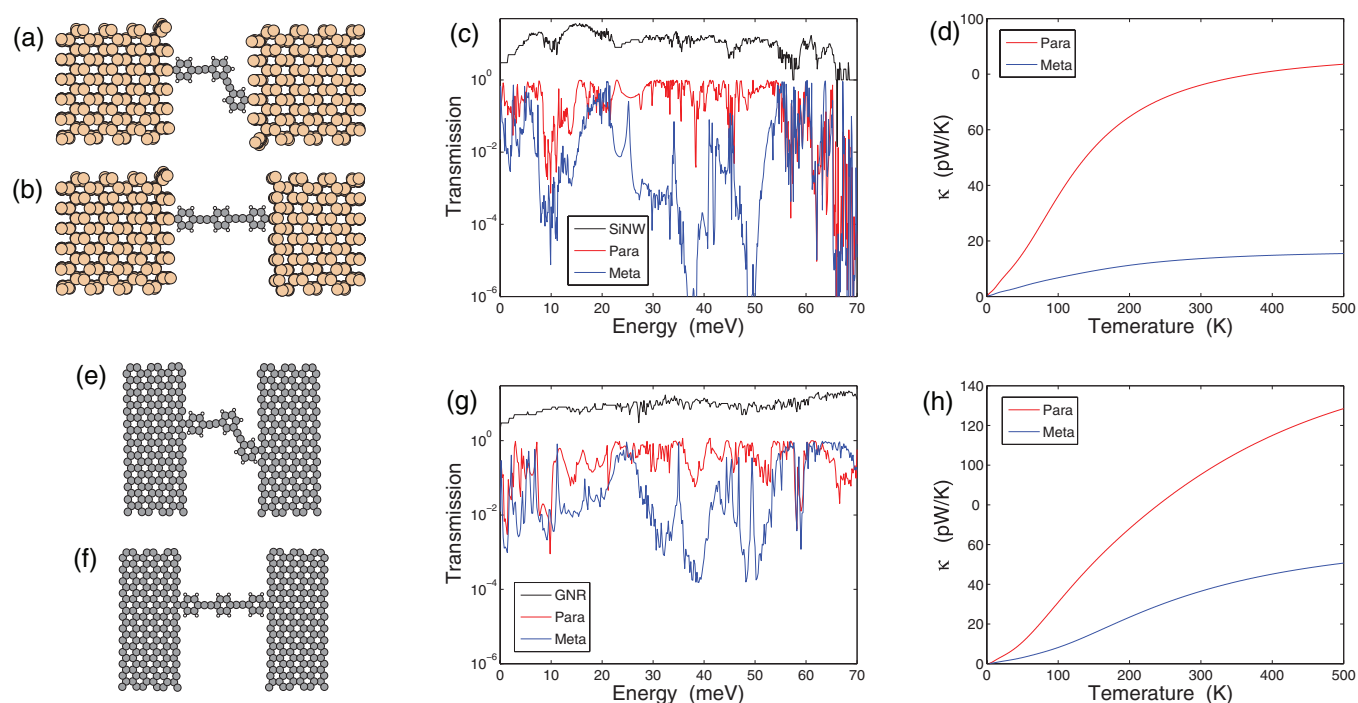 (a)
(b)
(c)
Transmission
10^0
10^-2
10^-4
10^-6
SiNW
Para
Meta
0 10 20 30 40 50 60 70
Energy (meV)
(d)
κ (pW/K)
100
0
60
40
20
0
Para
Meta
0 100 200 300 400 500
Temerature (K)
(e)
(f)
(g)
Transmission
10^0
10^-2
10^-4
10^-6
GNR
Para
Meta
0 10 20 30 40 50 60 70
Energy (meV)
(h)
κ (pW/K)
140
120
100
0
60
40
20
0
Para
Meta
0 100 200 300 400 500
Temerature (K)